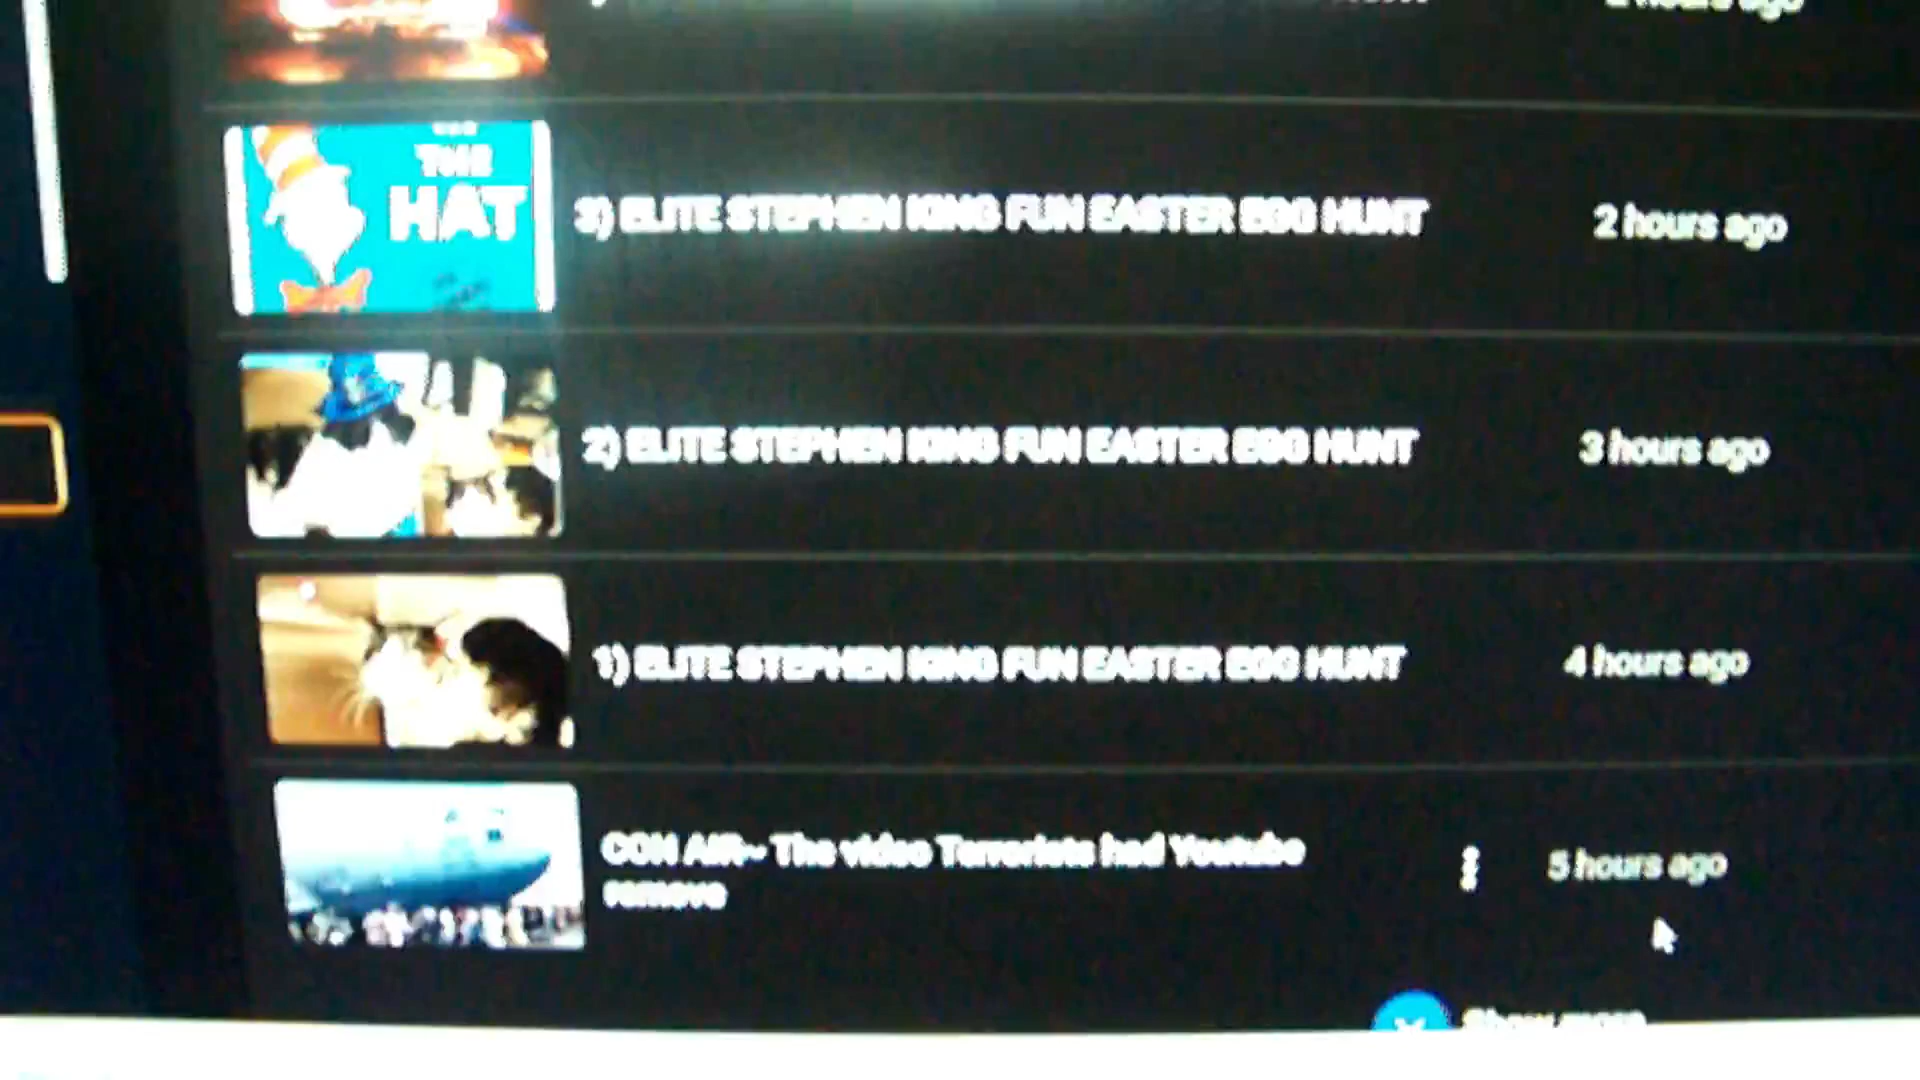 THE
HAT
3) ELITE STEPHEN KING FUN EASTER EGG HUNT
2 hours ago
2) ELITE STEPHEN KING FUN EASTER EGG HUNT
3 hours ago
1) ELITE STEPHEN KING FUN EASTER EGG HUNT
4 hours ago
CON AIR~ The video Terrorists had Youtube
remove
5 hours ago
Show more